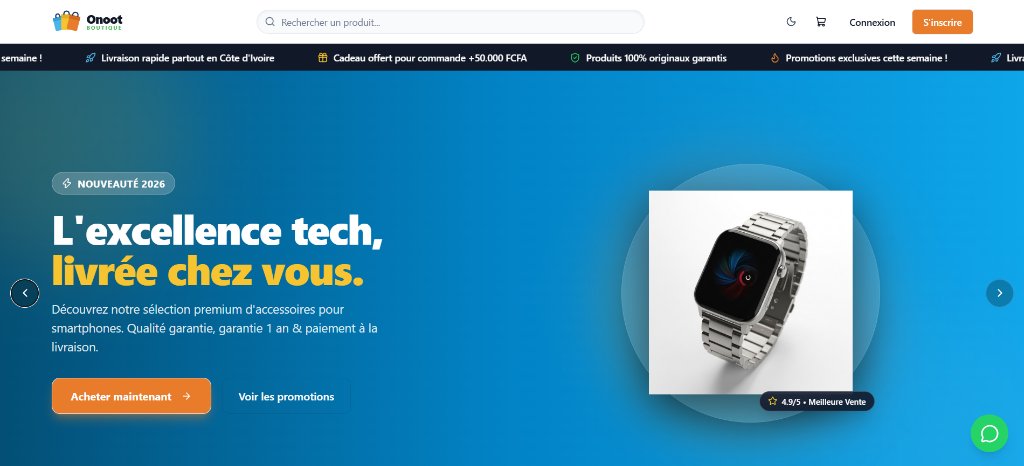 Onoot
BOUTIQUE
Rechercher un produit...
Connexion
S'inscrire
semaine !
Livraison rapide partout en Côte d'Ivoire
Cadeau offert pour commande +50.000 FCFA
Produits 100% originaux garantis
Promotions exclusives cette semaine !
Livra
NOUVEAUTÉ 2026
L'excellence tech,
livrée chez vous.
Découvrez notre sélection premium d'accessoires pour
smartphones. Qualité garantie, garantie 1 an & paiement à la
livraison.
Acheter maintenant
Voir les promotions
4.9/5 • Meilleure Vente